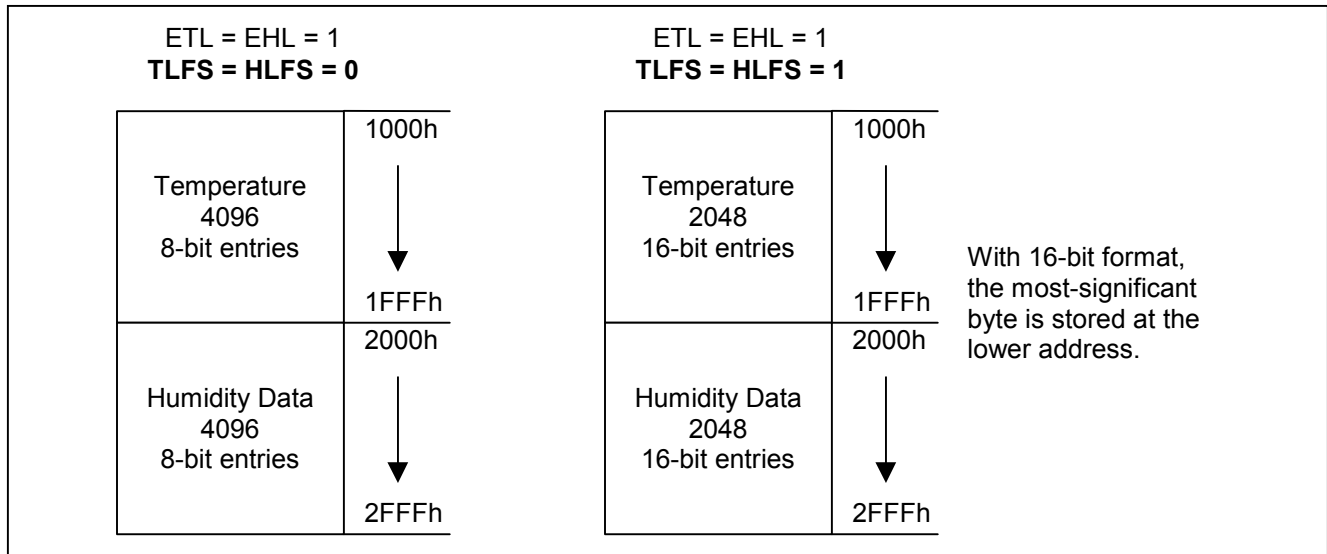 ETL = EHL = 1
TLFS = HLFS = 0
1000h
Temperature
4096
8-bit entries
1FFFh
2000h
Humidity Data
4096
8-bit entries
2FFFh
ETL = EHL = 1
TLFS = HLFS = 1
1000h
Temperature
2048
16-bit entries
1FFFh
2000h
Humidity Data
2048
16-bit entries
2FFFh
With 16-bit format,
the most-significant
byte is stored at the
lower address.